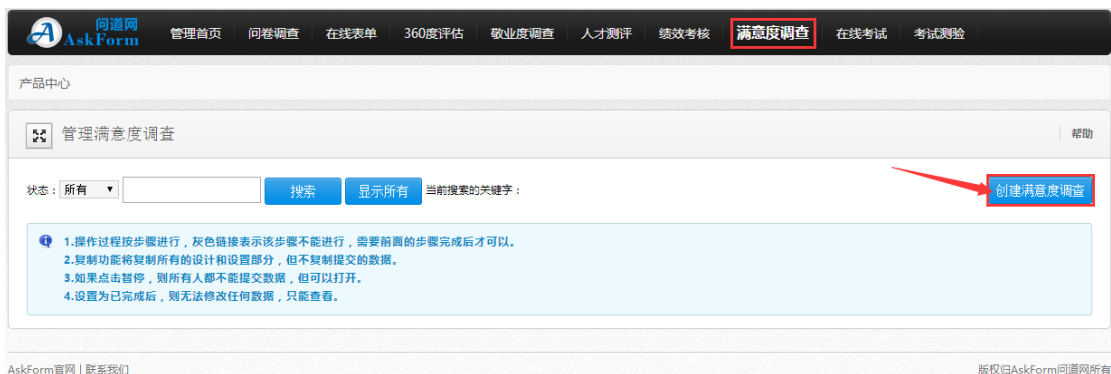 问道网
AskForm
管理首页 问卷调查 在线表单 360度评估 敬业度调查 人才测评 绩效考核 满意度调查 在线考试 考试测验
产品中心
管理满意度调查 帮助
状态：所有 搜索 显示所有 当前搜索的关键字： 创建满意度调查
1.操作过程按步骤进行，灰色链接表示该步骤不能进行，需要前面的步骤完成后才可以。
2.复制功能将复制所有的设计和设置部分，但不复制提交的数据。
3.如果点击暂停，则所有人都不能提交数据，但可以打开。
4.设置为已完成后，则无法修改任何数据，只能查看。
AskForm官网 | 联系我们 版权归AskForm问道网所有